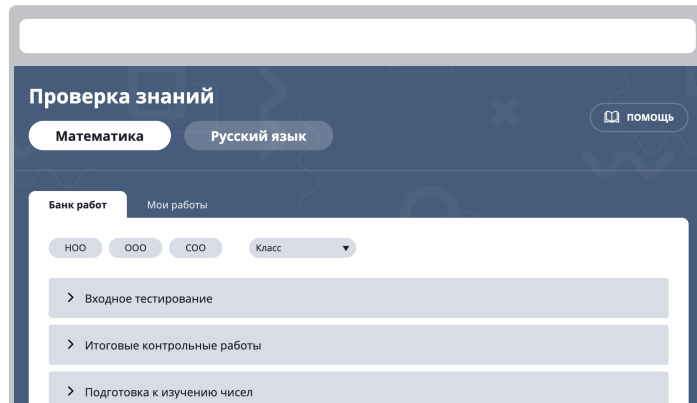 Проверка знаний
Математика
Русский язык
помощь
Банк работ
Мои работы
НОО
ООО
СОО
Класс
Входное тестирование
Итоговые контрольные работы
Подготовка к изучению чисел